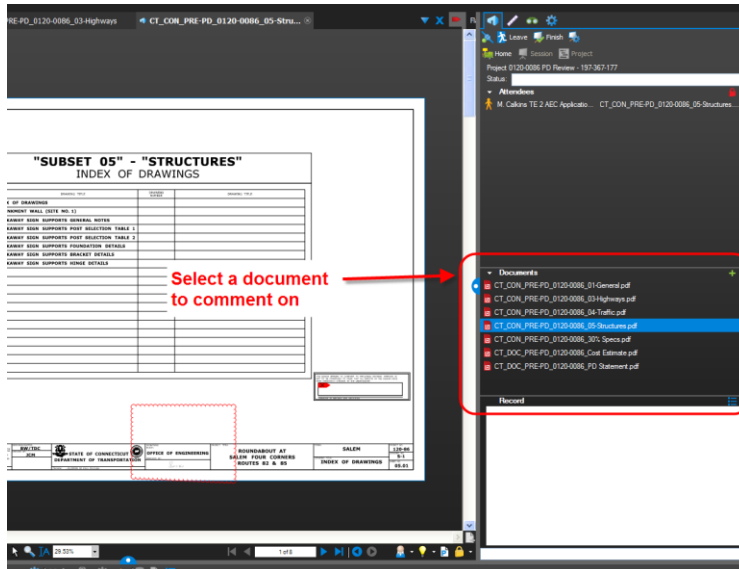 RE-PD_0120-0086_03-Highways
CT_CON_PRE-PD_0120-0086_05-Stru...
Leave
Finish
Home
Session
Project
Project 0120-0086 PD Review - 197-367-177
Status:
Attendees
M. Calkins TE 2 AEC Applicatio... CT_CON_PRE-PD_0120-0086_05-Structures...
"SUBSET 05" - "STRUCTURES"
INDEX OF DRAWINGS
DRAWING TITLE
DRAWING TITLE
OF DRAWINGS
NKMENT WALL (SITE NO. 1)
KAWAY SIGN SUPPORTS GENERAL NOTES
KAWAY SIGN SUPPORTS POST SELECTION TABLE 1
KAWAY SIGN SUPPORTS POST SELECTION TABLE 2
KAWAY SIGN SUPPORTS FOUNDATION DETAILS
KAWAY SIGN SUPPORTS BRACKET DETAILS
KAWAY SIGN SUPPORTS HINGE DETAILS
Select a document
to comment on
Documents
CT_CON_PRE-PD_0120-0086_01-General.pdf
CT_CON_PRE-PD_0120-0086_03-Highways.pdf
CT_CON_PRE-PD_0120-0086_04-Traffic.pdf
CT_CON_PRE-PD_0120-0086_05-Structures.pdf
CT_CON_PRE-PD_0120-0086_30% Specs.pdf
CT_DOC_PRE-PD_0120-0086_Cost Estimate.pdf
CT_DOC_PRE-PD_0120-0086_PD Statement.pdf
Record
RW/TDC
JCM
STATE OF CONNECTICUT
DEPARTMENT OF TRANSPORTATION
OFFICE OF ENGINEERING
ROUNDABOUT AT
SALEM FOUR CORNERS
ROUTES 82 & 85
SALEM
INDEX OF DRAWINGS
120-86
S-1
05.01
29.53%
1 of 8